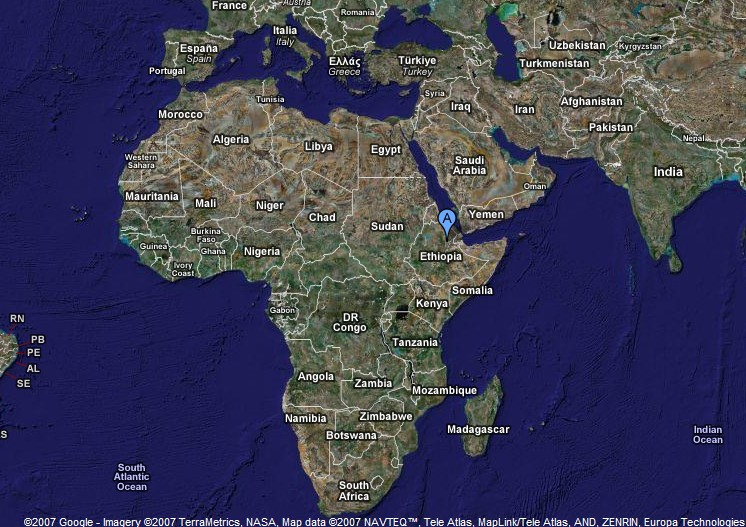 France
Austria
Romania
Italia
Italy
España
Spain
Portugal
Ελλάς
Greece
Türkiye
Turkey
Uzbekistan
Kyrgyzstan
Turkmenistan
Syria
Iraq
Iran
Afghanistan
Pakistan
Nepal
India
Tunisia
Morocco
Algeria
Libya
Egypt
Saudi
Arabia
Oman
Yemen
Western
Sahara
Mauritania
Mali
Niger
Chad
Sudan
A
Ethiopia
Burkina
Faso
Guinea
Ghana
Ivory
Coast
Nigeria
Somalia
Kenya
Gabon
DR
Congo
Tanzania
RN
PB
PE
AL
SE
S
Angola
Zambia
Mozambique
Namibia
Zimbabwe
Botswana
Madagascar
Indian
Ocean
South
Atlantic
Ocean
South
Africa
©2007 Google - Imagery ©2007 TerraMetrics, NASA, Map data ©2007 NAVTEQ™, Tele Atlas, MapLink/Tele Atlas, AND, ZENRIN, Europa Technologies